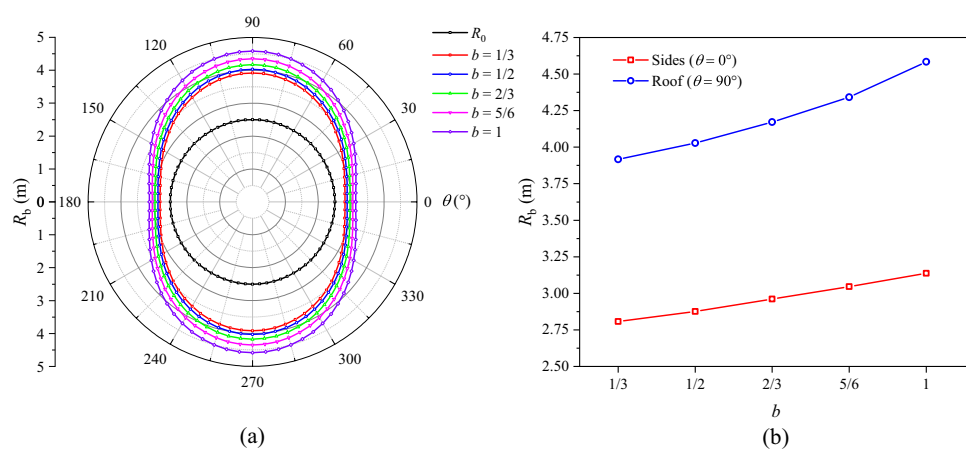 90
120
60
150
30
180
0
θ (°)
210
330
240
300
270
5
4
3
2
1
0
1
2
3
4
5
R_b (m)
R_0
b = 1/3
b = 1/2
b = 2/3
b = 5/6
b = 1
(a)
4.75
4.50
4.25
4.00
3.75
3.50
3.25
3.00
2.75
2.50
R_b (m)
Sides (θ = 0°)
Roof (θ = 90°)
1/3 1/2 2/3 5/6 1
b
(b)